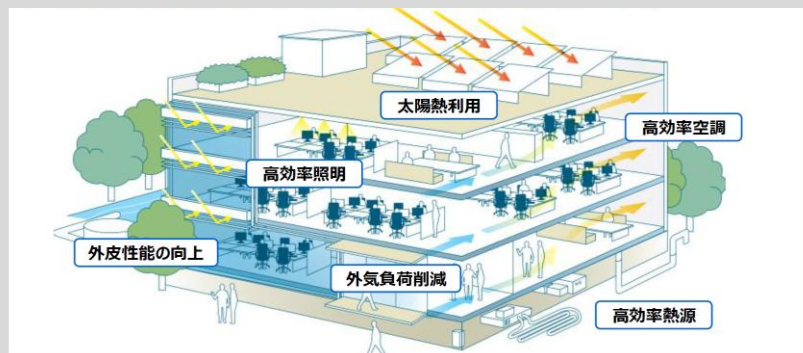 太陽熱利用
高効率空調
高効率照明
外皮性能の向上
外気負荷削減
高効率熱源